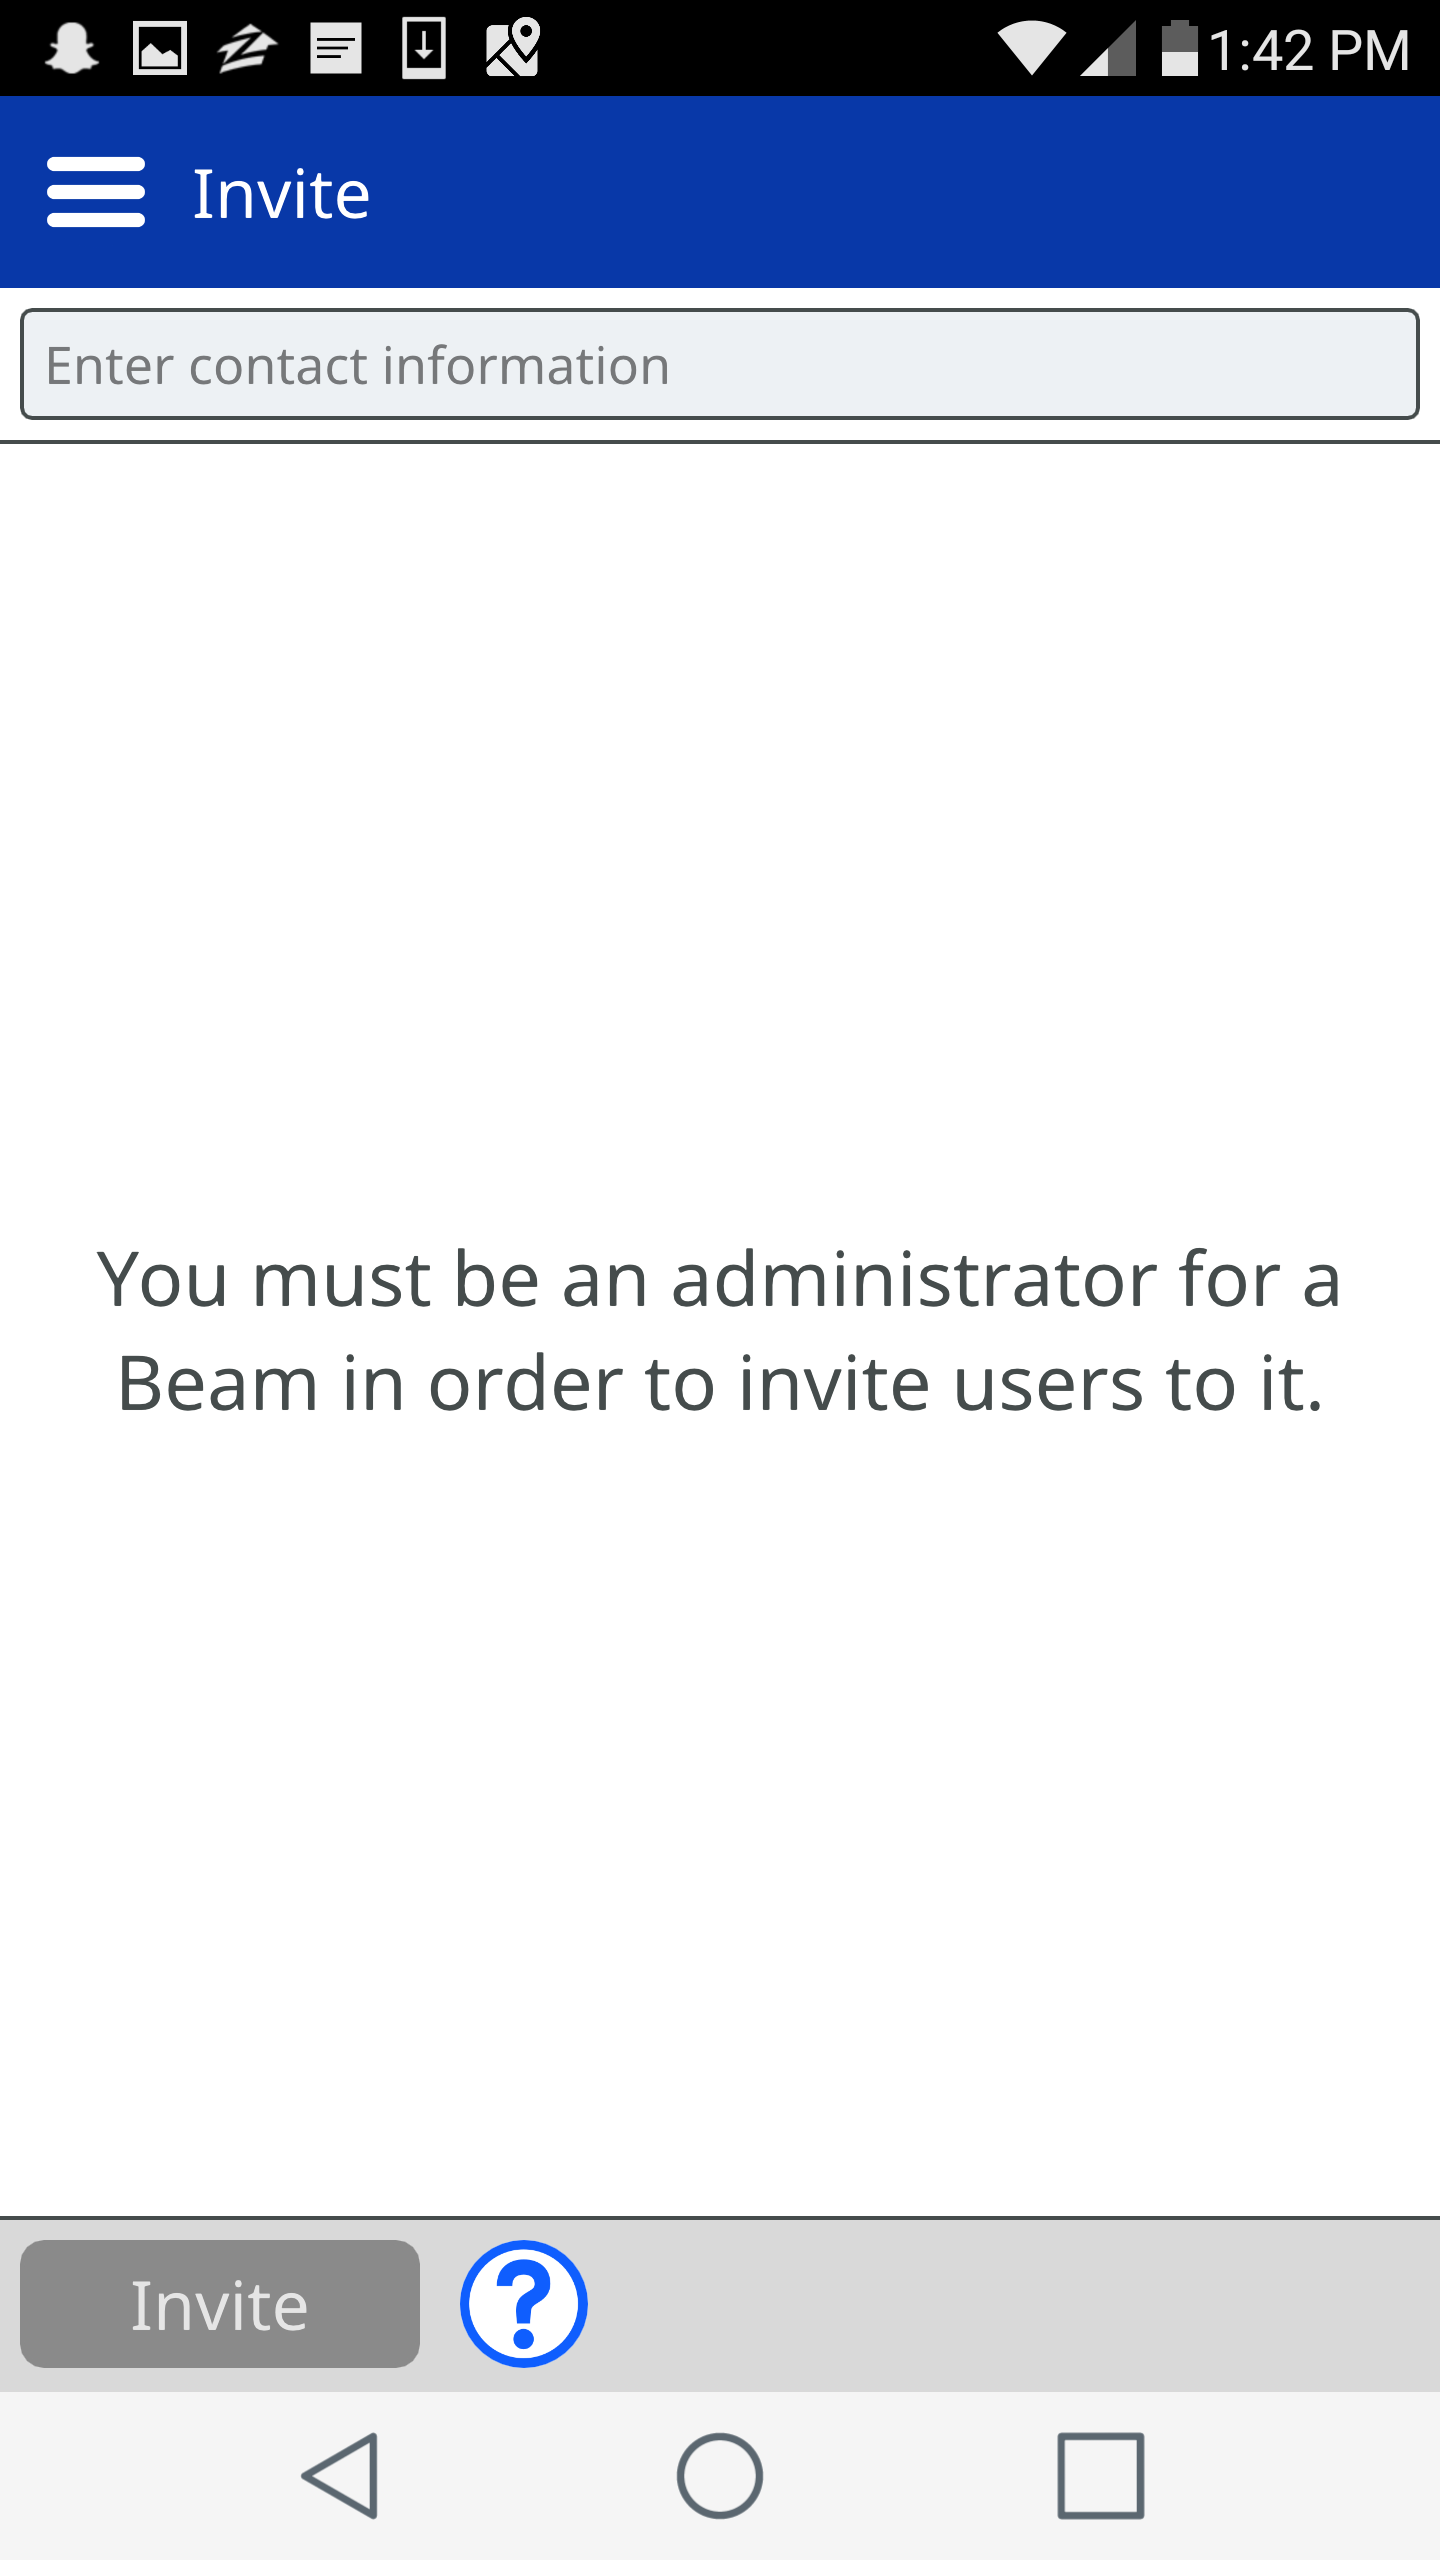 1:42 PM
Invite
Enter contact information
You must be an administrator for a
Beam in order to invite users to it.
Invite